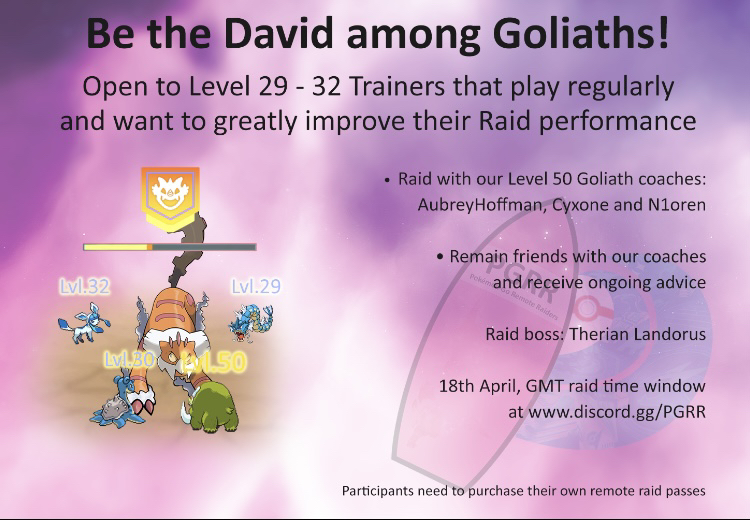 Be the David among Goliaths!
Open to Level 29 - 32 Trainers that play regularly
and want to greatly improve their Raid performance
• Raid with our Level 50 Goliath coaches:
AubreyHoffman, Cyxone and N1oren
• Remain friends with our coaches
and receive ongoing advice
Raid boss: Therian Landorus
18th April, GMT raid time window
at www.discord.gg/PGRR
Participants need to purchase their own remote raid passes
Lvl.32
Lvl.29
Lvl.30
Lvl.50
PGRR